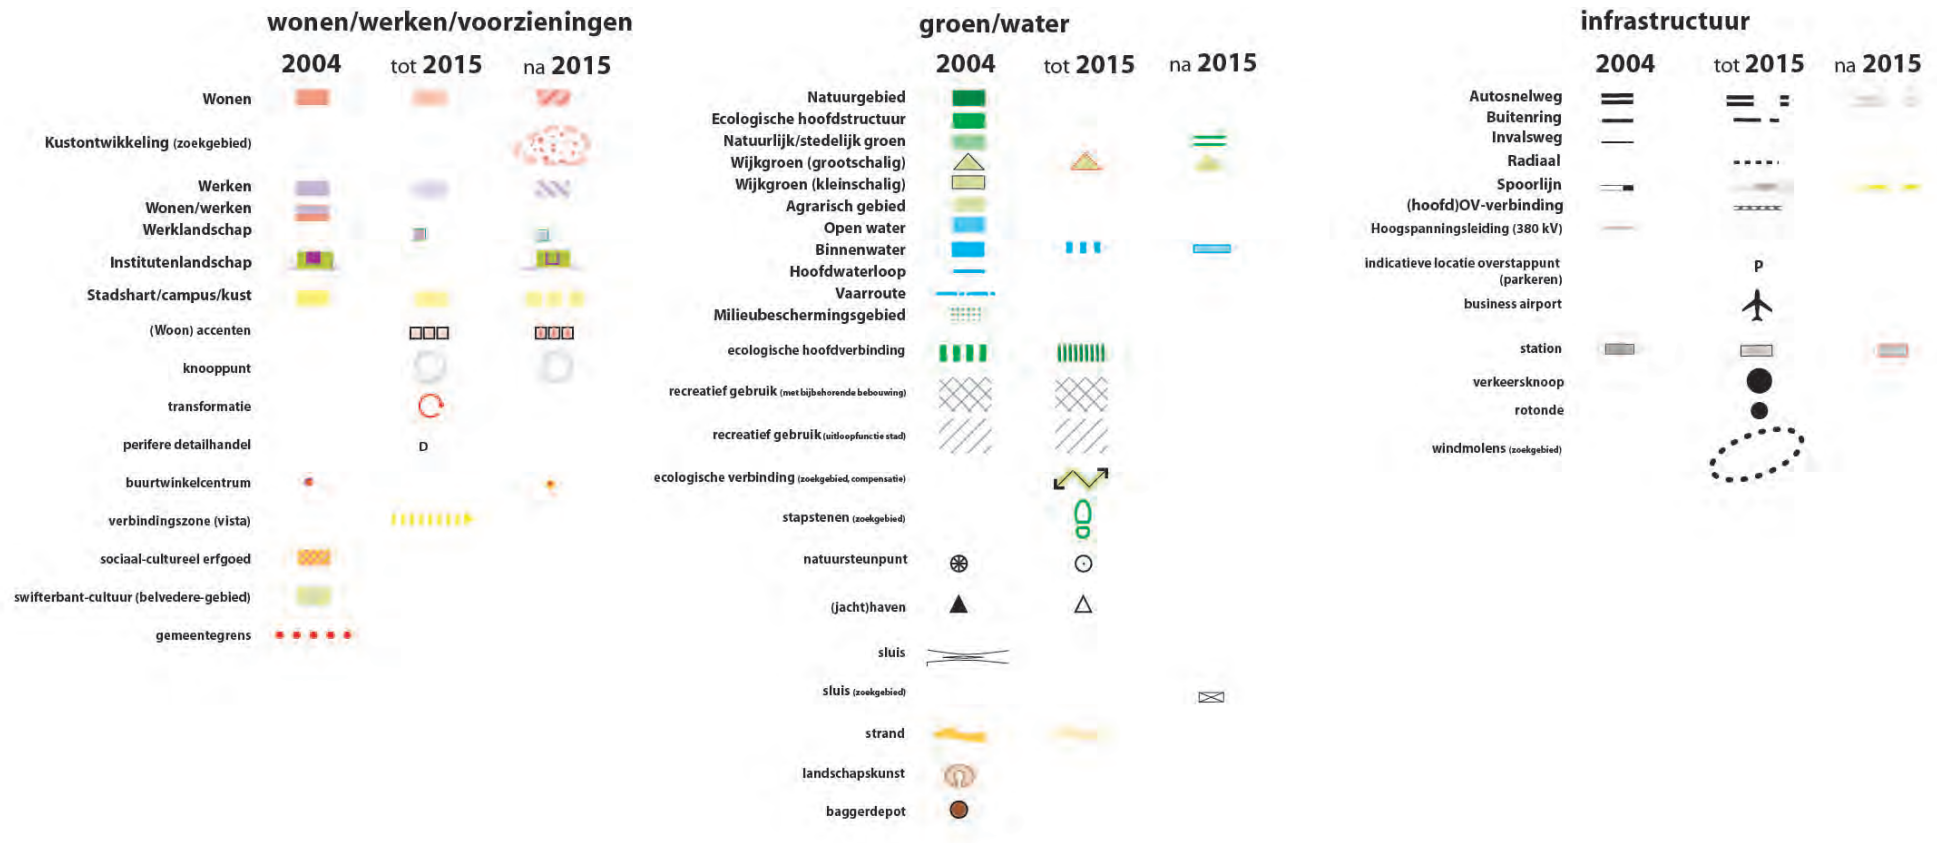 wonen/werken/voorzieningen
2004 tot 2015 na 2015
Wonen
Kustontwikkeling (zoekgebied)
Werken
Wonen/werken
Werklandschap
Institutenlandschap
Stadshart/campus/kust
(Woon) accenten
knooppunt
transformatie
perifere detailhandel D
buurtwinkelcentrum
verbindingszone (vista)
sociaal-cultureel erfgoed
swifterbant-cultuur (belvedere-gebied)
gemeentegrens
groen/water
2004 tot 2015 na 2015
Natuurgebied
Ecologische hoofdstructuur
Natuurlijk/stedelijk groen
Wijkgroen (grootschalig)
Wijkgroen (kleinschalig)
Agrarisch gebied
Open water
Binnenwater
Hoofdwaterloop
Vaarroute
Milieubeschermingsgebied
ecologische hoofdverbinding
recreatief gebruik (met bijbehorende bebouwing)
recreatief gebruik (uitloopfunctie stad)
ecologische verbinding (zoekgebied, compensatie)
stapstenen (zoekgebied)
natuursteunpunt
(jacht)haven
sluis
sluis (zoekgebied)
strand
landschapskunst
baggerdepot
infrastructuur
2004 tot 2015 na 2015
Autosnelweg
Buitenring
Invalsweg
Radiaal
Spoorlijn
(hoofd)OV-verbinding
Hoogspanningsleiding (380 kV)
indicatieve locatie overstappunt P
(parkeren)
business airport
station
verkeersknoop
rotonde
windmolens (zoekgebied)